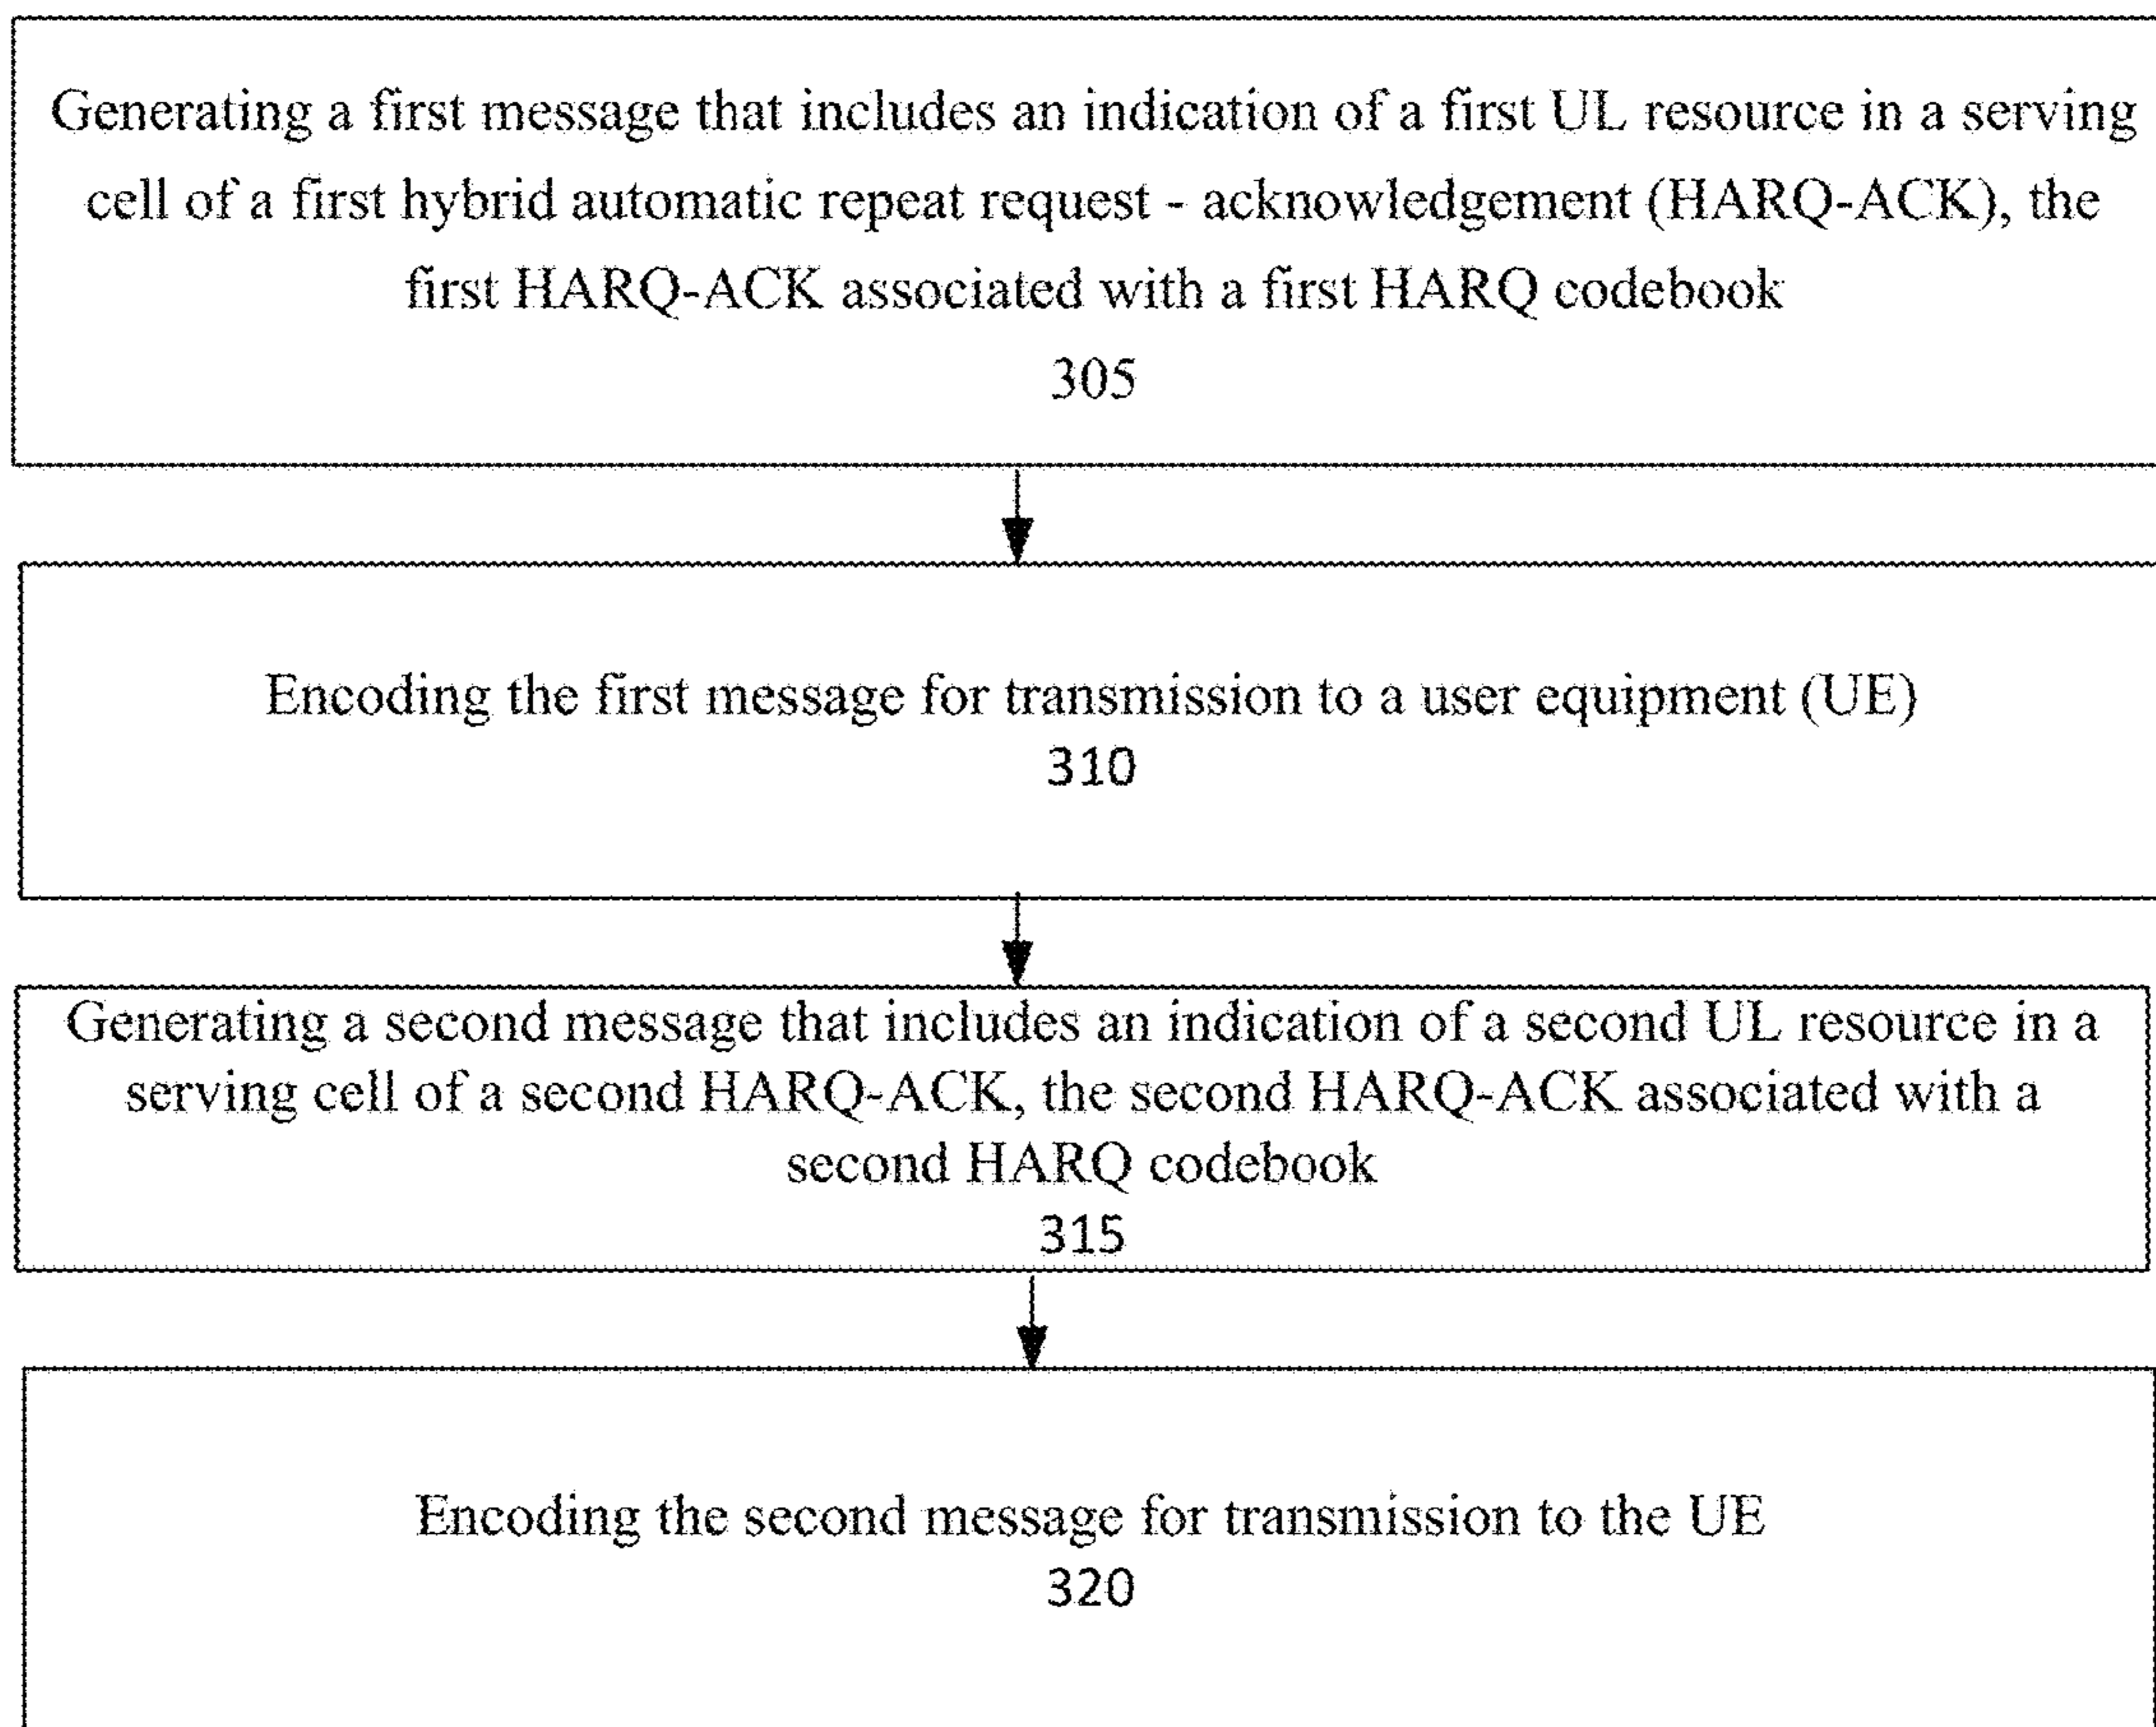 Generating a first message that includes an indication of a first UL resource in a serving
cell of a first hybrid automatic repeat request - acknowledgement (HARQ-ACK), the
first HARQ-ACK associated with a first HARQ codebook
305
Encoding the first message for transmission to a user equipment (UE)
310
Generating a second message that includes an indication of a second UL resource in a
serving cell of a second HARQ-ACK, the second HARQ-ACK associated with a
second HARQ codebook
315
Encoding the second message for transmission to the UE
320